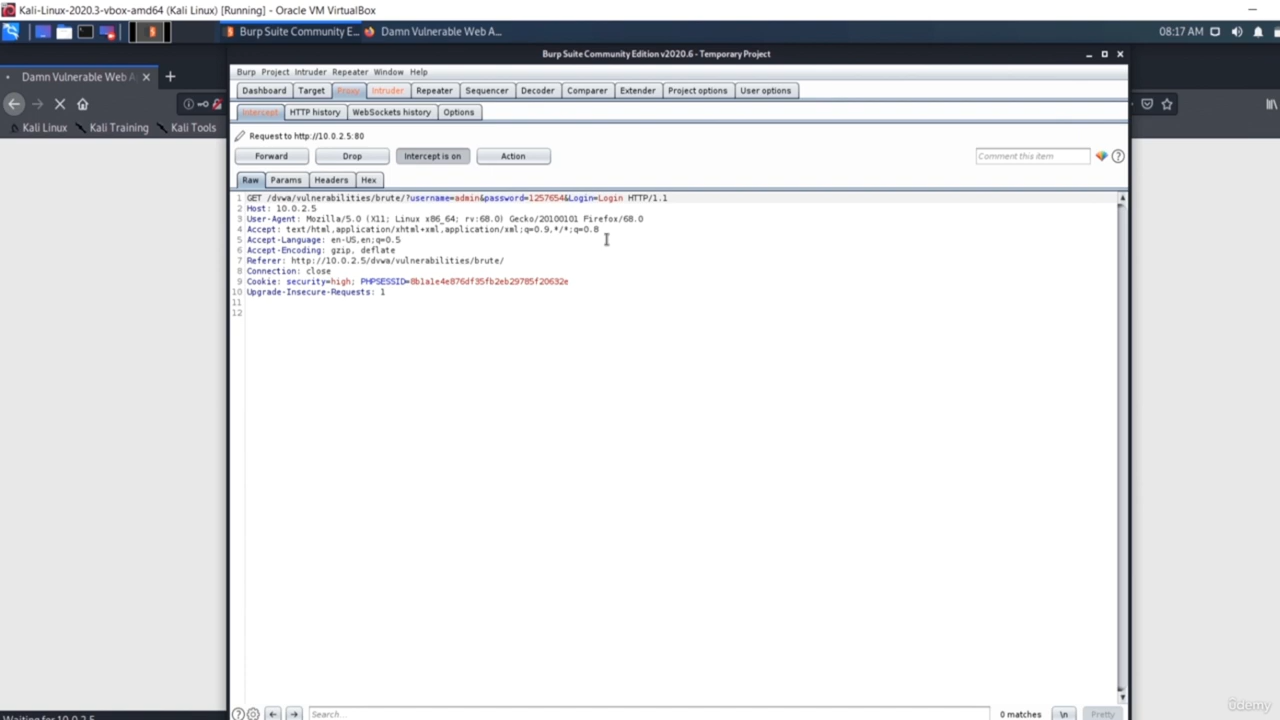 Kali-Linux-2020.3-vbox-amd64 (Kali Linux) [Running] - Oracle VM VirtualBox
Burp Suite Community E... Damn Vulnerable Web A... 08:17 AM
Burp Suite Community Edition v2020.6 - Temporary Project
Damn Vulnerable Web A
Burp Project Intruder Repeater Window Help
Dashboard Target Proxy Intruder Repeater Sequencer Decoder Comparer Extender Project options User options
Intercept HTTP history WebSockets history Options
Kali Linux Kali Training Kali Tools
Request to http://10.0.2.5:80
Forward Drop Intercept is on Action Comment this item
Raw Params Headers Hex
1 GET /dvwa/vulnerabilities/brute/?username=admin&password=1257654&Login=Login HTTP/1.1
2 Host: 10.0.2.5
3 User-Agent: Mozilla/5.0 (X11; Linux x86_64; rv:68.0) Gecko/20100101 Firefox/68.0
4 Accept: text/html,application/xhtml+xml,application/xml;q=0.9,*/*;q=0.8
5 Accept-Language: en-US,en;q=0.5
6 Accept-Encoding: gzip, deflate
7 Referer: http://10.0.2.5/dvwa/vulnerabilities/brute/
8 Connection: close
9 Cookie: security=high; PHPSESSID=8b1a1e4e876df35fb2eb29785f20632e
10 Upgrade-Insecure-Requests: 1
11
12
Waiting for 10.0.2.5
Search... 0 matches \n Pretty
ûdemy